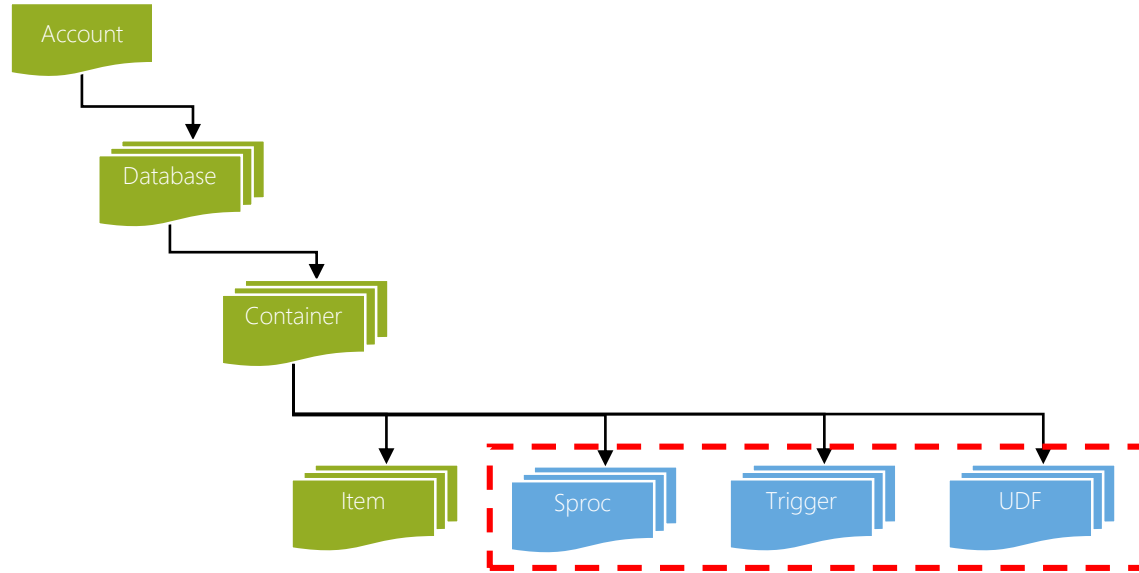 Account
Database
Container
Item
Sproc
Trigger
UDF